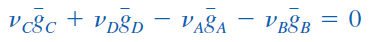 ν_C ḡ_C + ν_D ḡ_D − ν_A ḡ_A − ν_B ḡ_B = 0